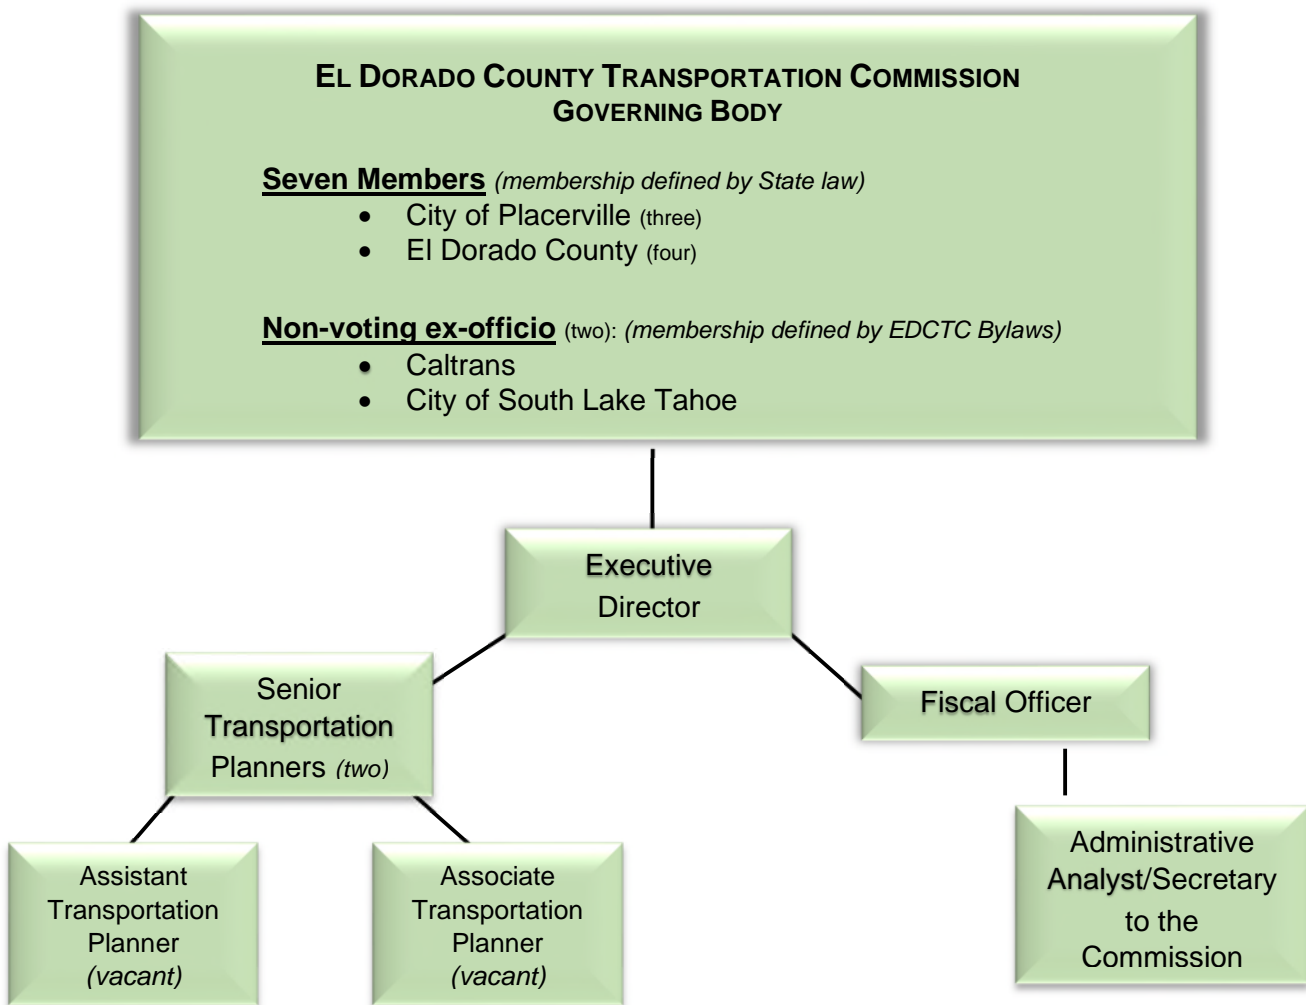 EL DORADO COUNTY TRANSPORTATION COMMISSION
GOVERNING BODY
Seven Members (membership defined by State law)
• City of Placerville (three)
• El Dorado County (four)
Non-voting ex-officio (two): (membership defined by EDCTC Bylaws)
• Caltrans
• City of South Lake Tahoe
Executive
Director
Senior
Transportation
Planners (two)
Fiscal Officer
Assistant
Transportation
Planner
(vacant)
Associate
Transportation
Planner
(vacant)
Administrative
Analyst/Secretary
to the
Commission